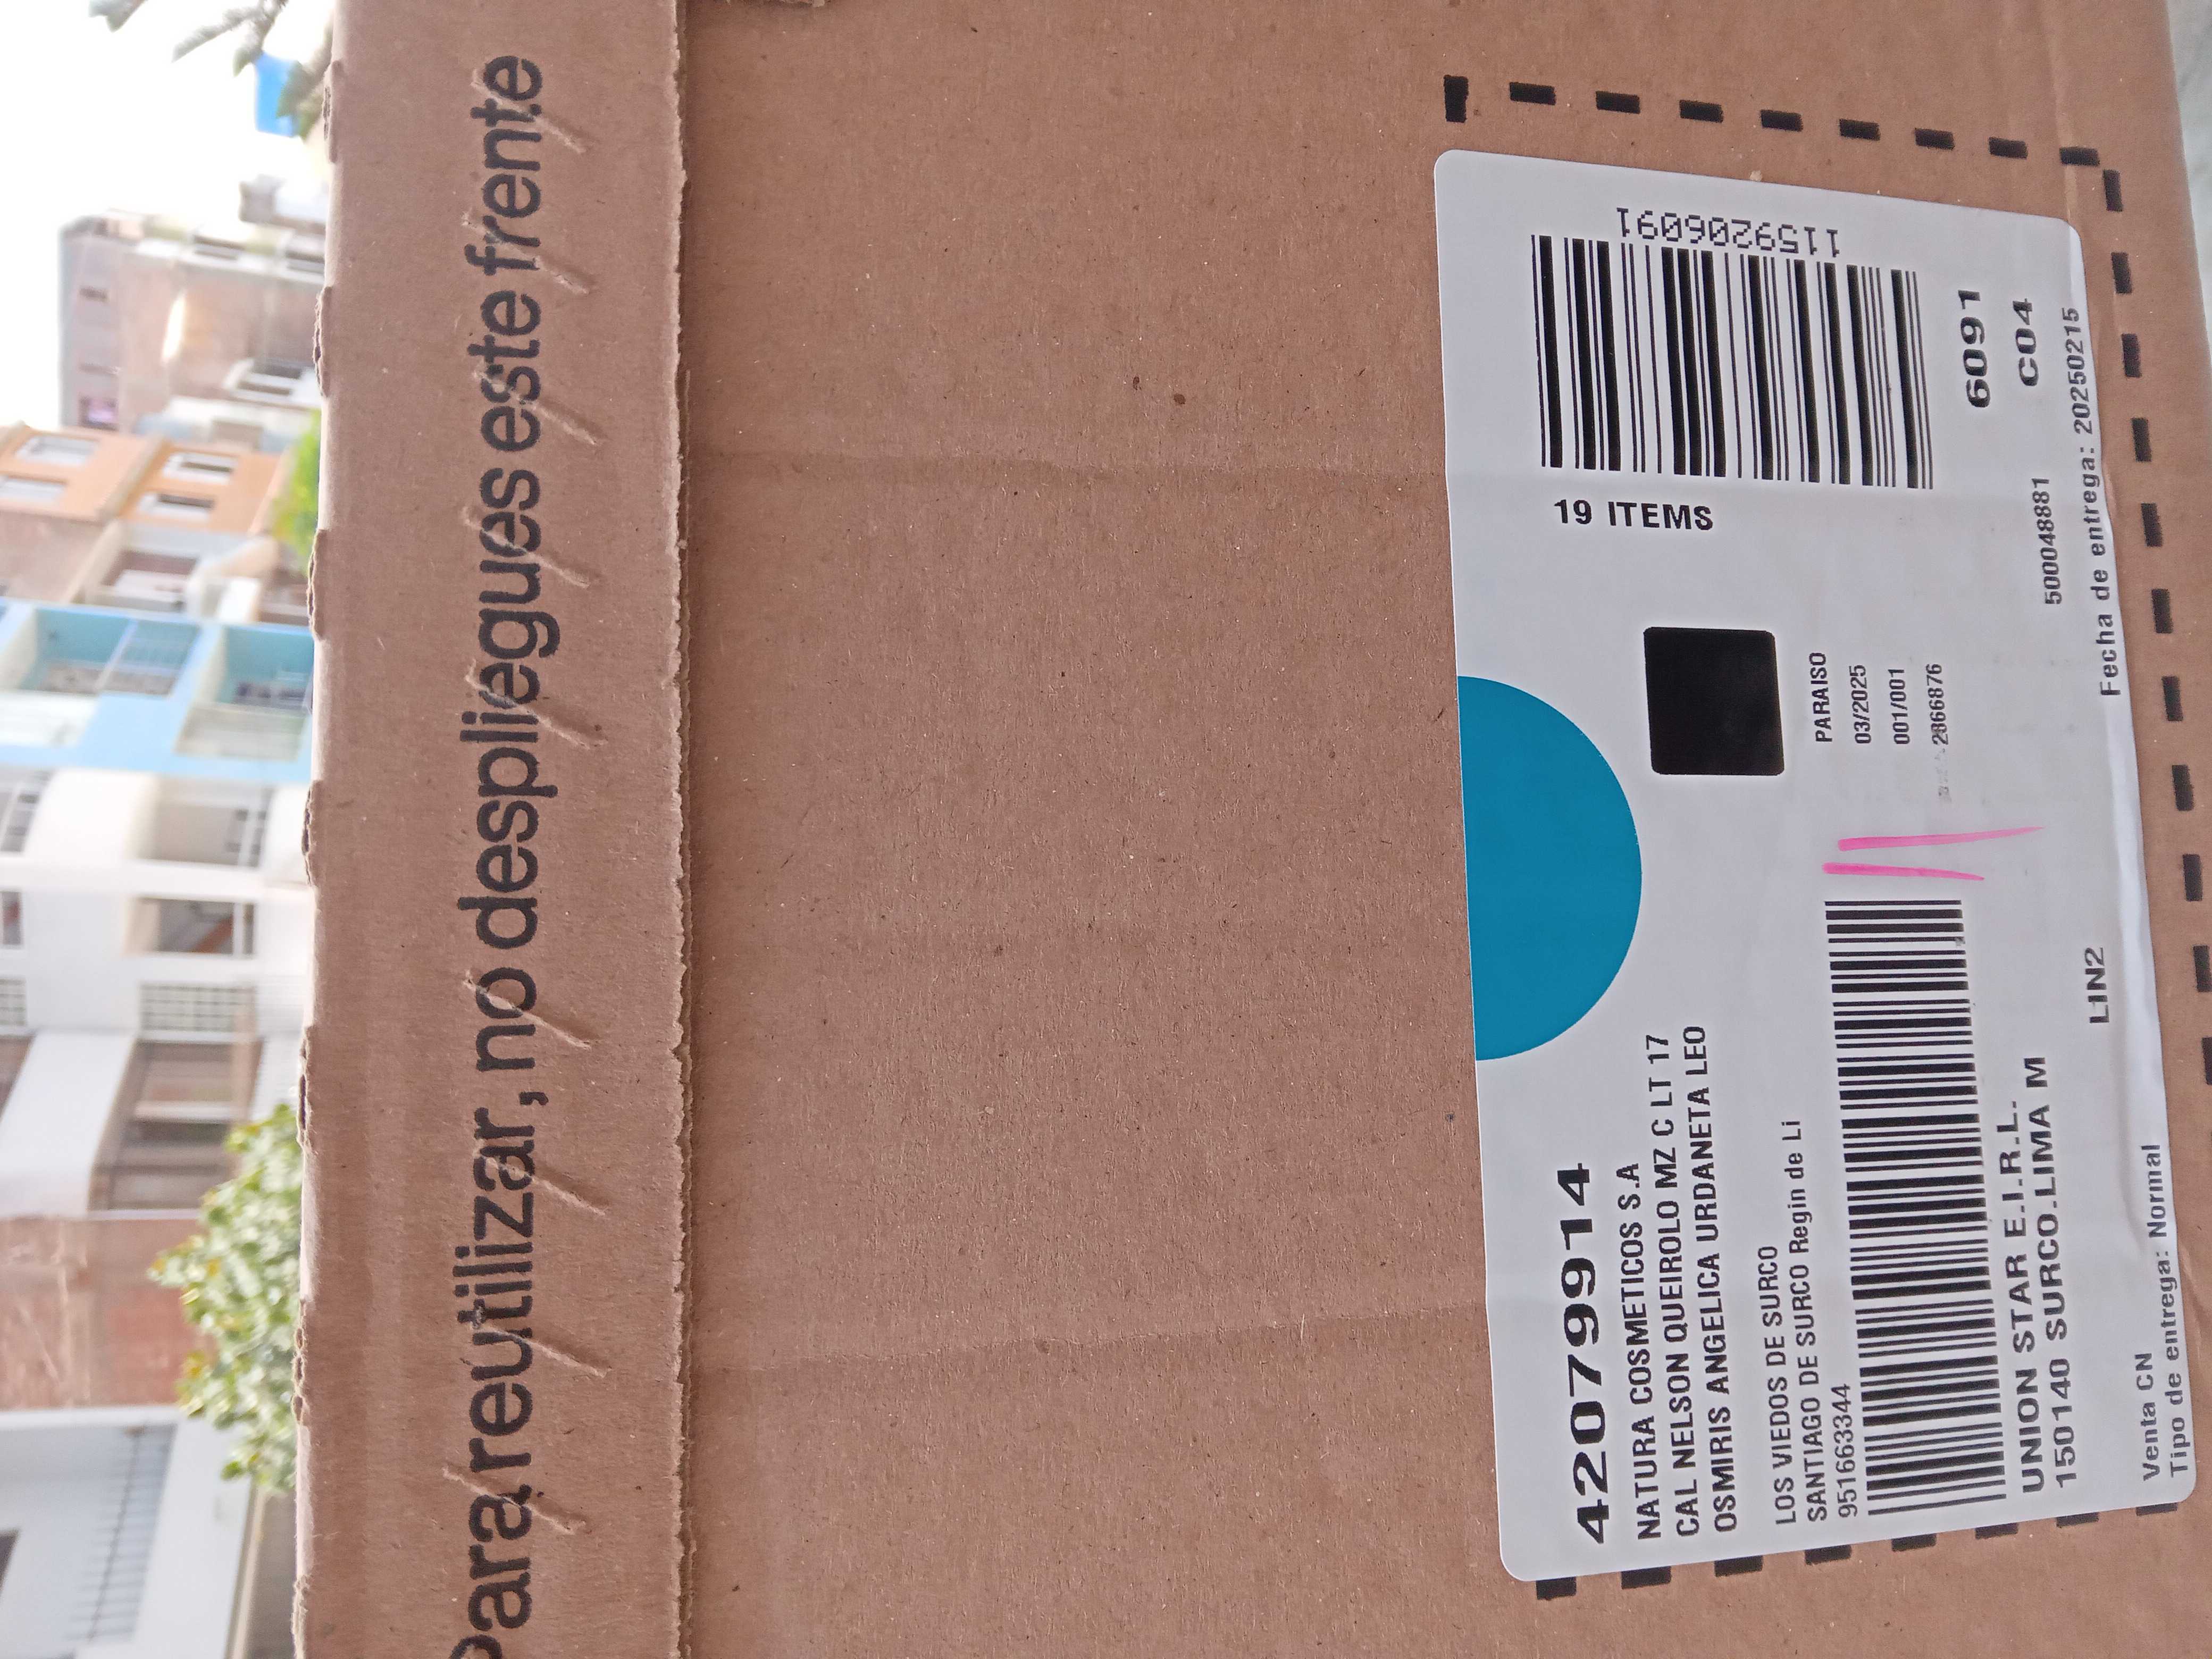 Para reutilizar, no despliegues este frente
42079914
NATURA COSMETICOS S.A
CAL NELSON QUEIROLO MZ C LT 17
OSMIRIS ANGELICA URDANETA LEO
LOS VIEDOS DE SURCO
SANTIAGO DE SURCO Regin de Li
951663344
UNION STAR E.I.R.L.
150140 SURCO.LIMA M
L1N2
Venta CN
Tipo de entrega: Normal
PARAISO
03/2025
001/001
28666876
19 ITEMS
1159206091
6091
C04
500048881
Fecha de entrega: 20250215